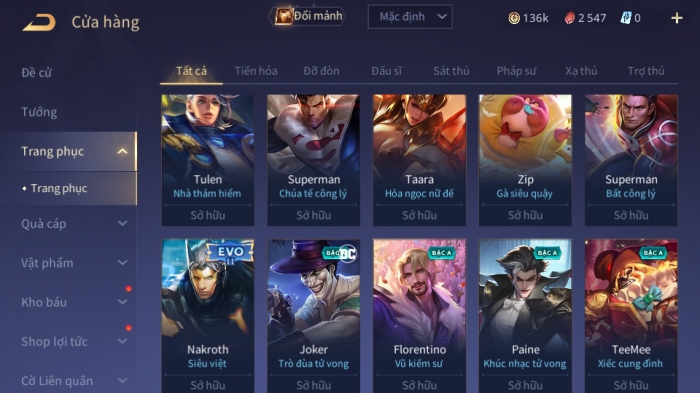 Cửa hàng
Đổi mảnh
Mặc định
136k
2 547
0
Đề cử
Tướng
Trang phục
Trang phục
Quà cáp
Vật phẩm
Kho báu
Shop lợi tức
Cờ Liên quân
Tất cả Tiến hóa Đỡ đòn Đấu sĩ Sát thủ Pháp sư Xạ thủ Trợ thủ
Tulen
Nhà thám hiểm
Sở hữu
Superman
Chúa tể công lý
Sở hữu
Taara
Hỏa ngọc nữ đế
Sở hữu
Zip
Gà siêu quậy
Sở hữu
Superman
Bất công lý
Sở hữu
EVO
II
Nakroth
Siêu việt
Sở hữu
BẬC
DC
Joker
Trò đùa tử vong
Sở hữu
BẬC A
Florentino
Vũ kiếm sư
Sở hữu
BẬC A
Paine
Khúc nhạc tử vong
Sở hữu
BẬC A
TeeMee
Xiếc cung đình
Sở hữu